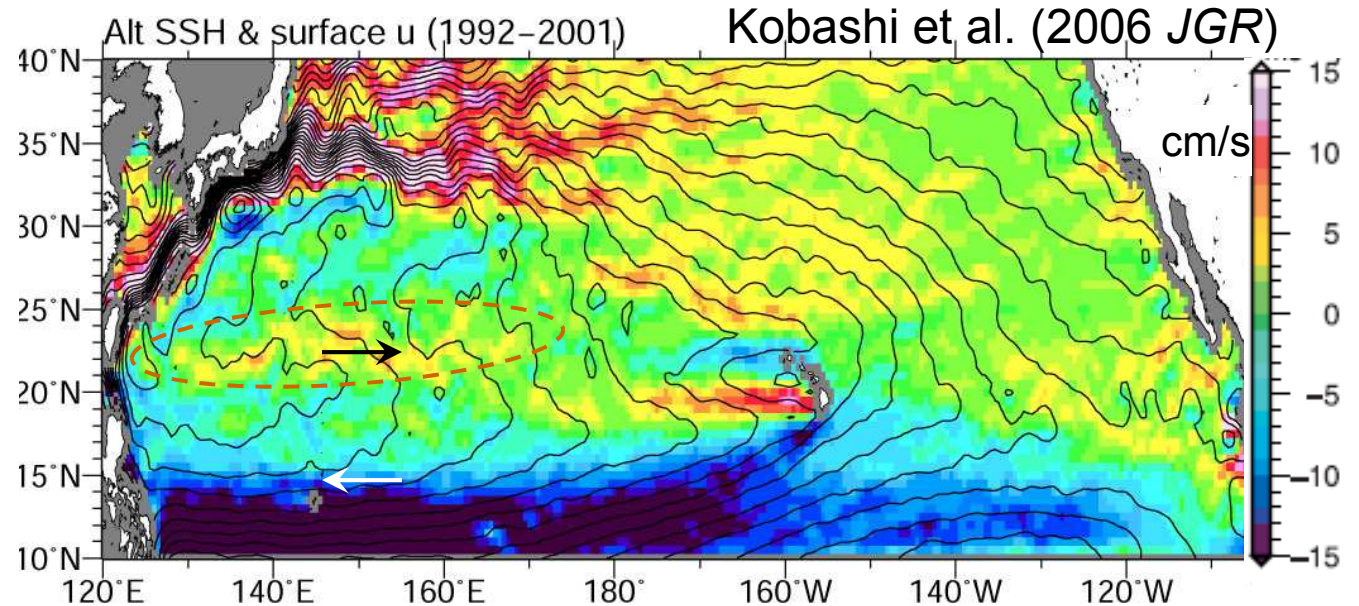 Alt SSH & surface u (1992–2001)
Kobashi et al. (2006 JGR)
40°N
35°N
30°N
25°N
20°N
15°N
10°N
120°E
140°E
160°E
180°
160°W
140°W
120°W
cm/s
15
10
5
0
−5
−10
−15